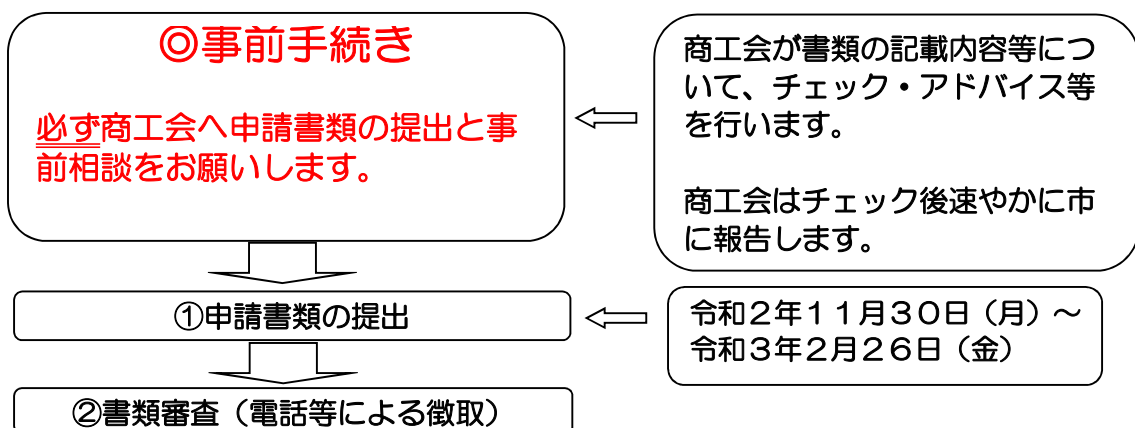 ◎事前手続き
必ず商工会へ申請書類の提出と事
前相談をお願いします。
商工会が書類の記載内容等につ
いて、チェック・アドバイス等
を行います。
商工会はチェック後速やかに市
に報告します。
①申請書類の提出
令和２年１１月３０日（月）～
令和３年２月２６日（金）
②書類審査（電話等による徴取）